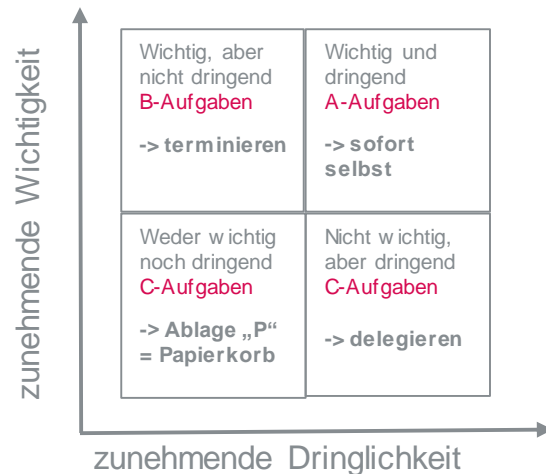 zunehmende Wichtigkeit
Wichtig, aber
nicht dringend
B-Aufgaben
-> terminieren
Wichtig und
dringend
A-Aufgaben
-> sofort
selbst
Weder wichtig
noch dringend
C-Aufgaben
-> Ablage „P“
= Papierkorb
Nicht wichtig,
aber dringend
C-Aufgaben
-> delegieren
zunehmende Dringlichkeit